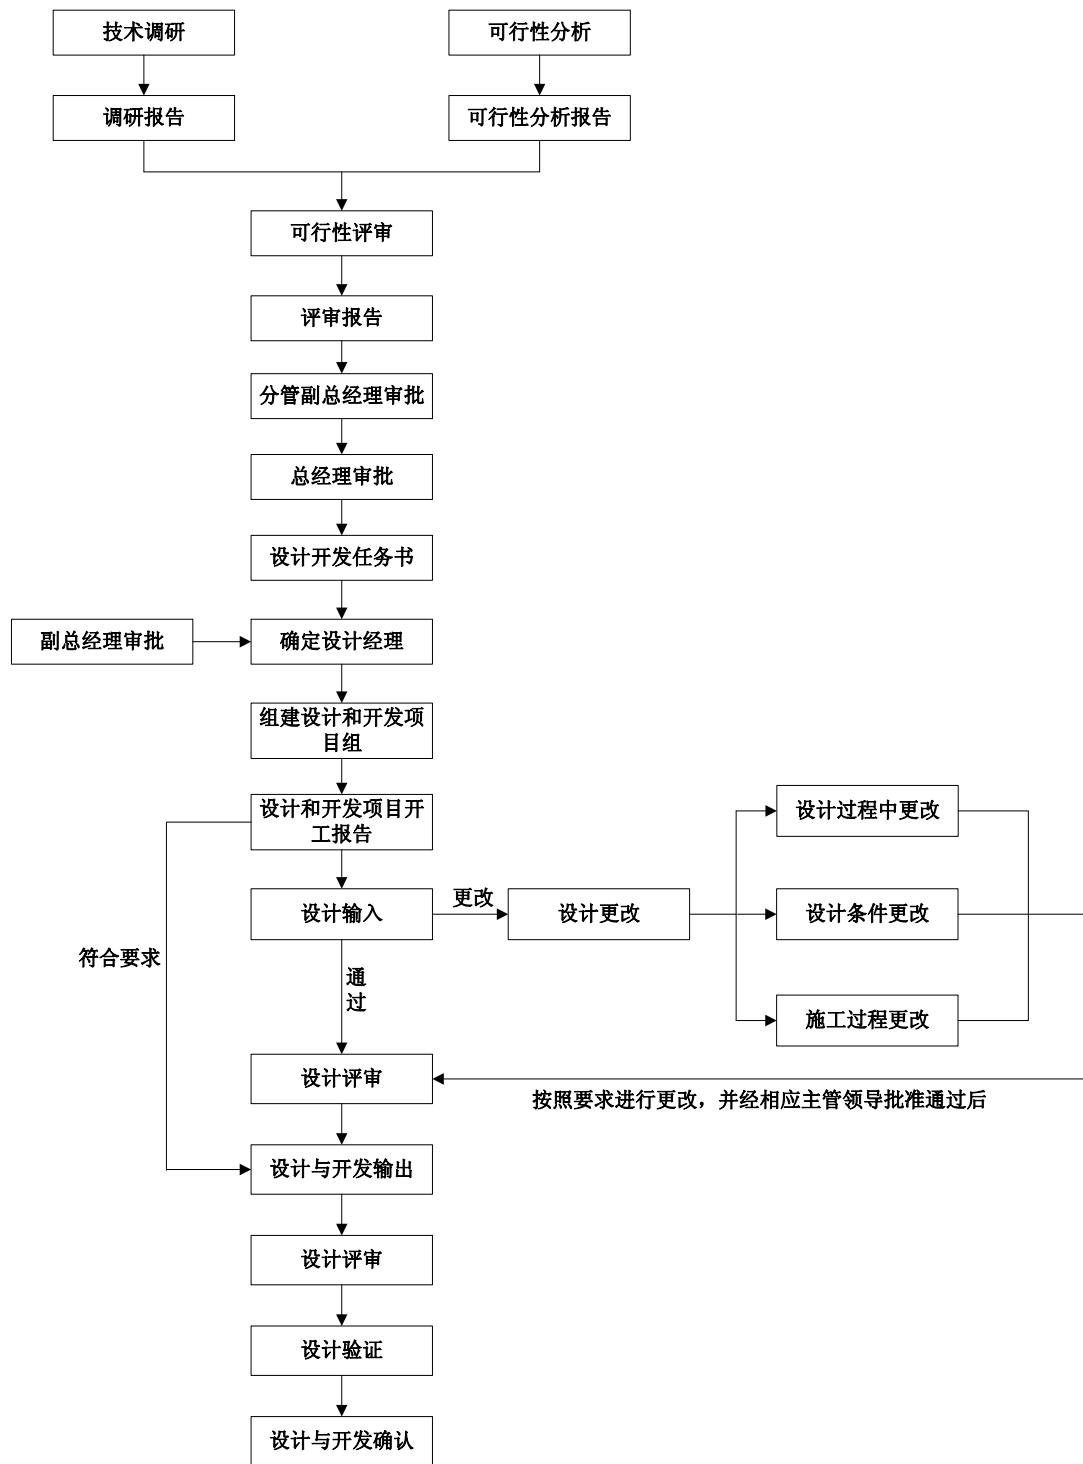 技术调研
可行性分析
调研报告
可行性分析报告
可行性评审
评审报告
分管副总经理审批
总经理审批
设计开发任务书
副总经理审批
确定设计经理
组建设计和开发项
目组
设计和开发项目开
工报告
设计过程中更改
设计输入
更改
设计更改
设计条件更改
符合要求
通
过
施工过程更改
设计评审
按照要求进行更改，并经相应主管领导批准通过后
设计与开发输出
设计评审
设计验证
设计与开发确认